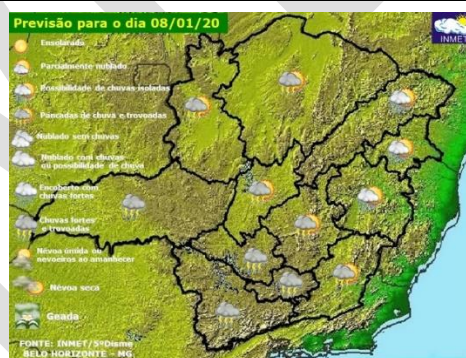 Previsão para o dia 08/01/20
INMET
Ensolarado
Parcialmente nublado
Possibilidade de chuvas isoladas
Pancadas de chuva e trovoadas
Nublado sem chuvas
Nublado com chuvas
ou possibilidade de chuva
Encoberto com
chuvas fortes
Chuvas fortes
e trovoadas
Névoa úmida ou
nevoeiros ao amanhecer
Névoa seca
Geada
FONTE: INMET/5ºDisme
BELO HORIZONTE - MG